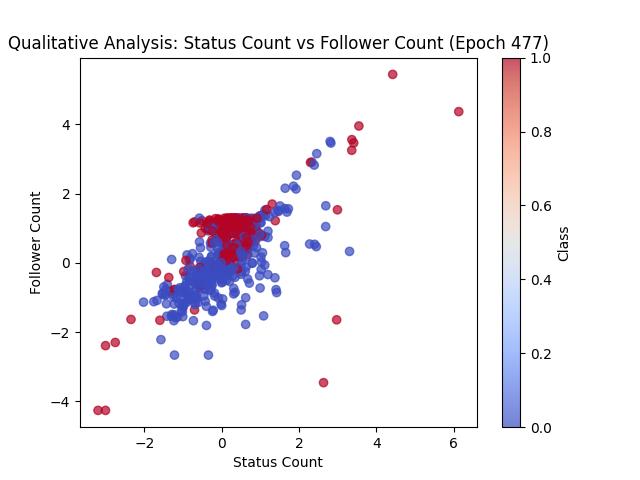 Qualitative Analysis: Status Count vs Follower Count (Epoch 477)
Follower Count
4
2
0
−2
−4
−2 0 2 4 6
Status Count
1.0
0.8
0.6
0.4
0.2
0.0
Class